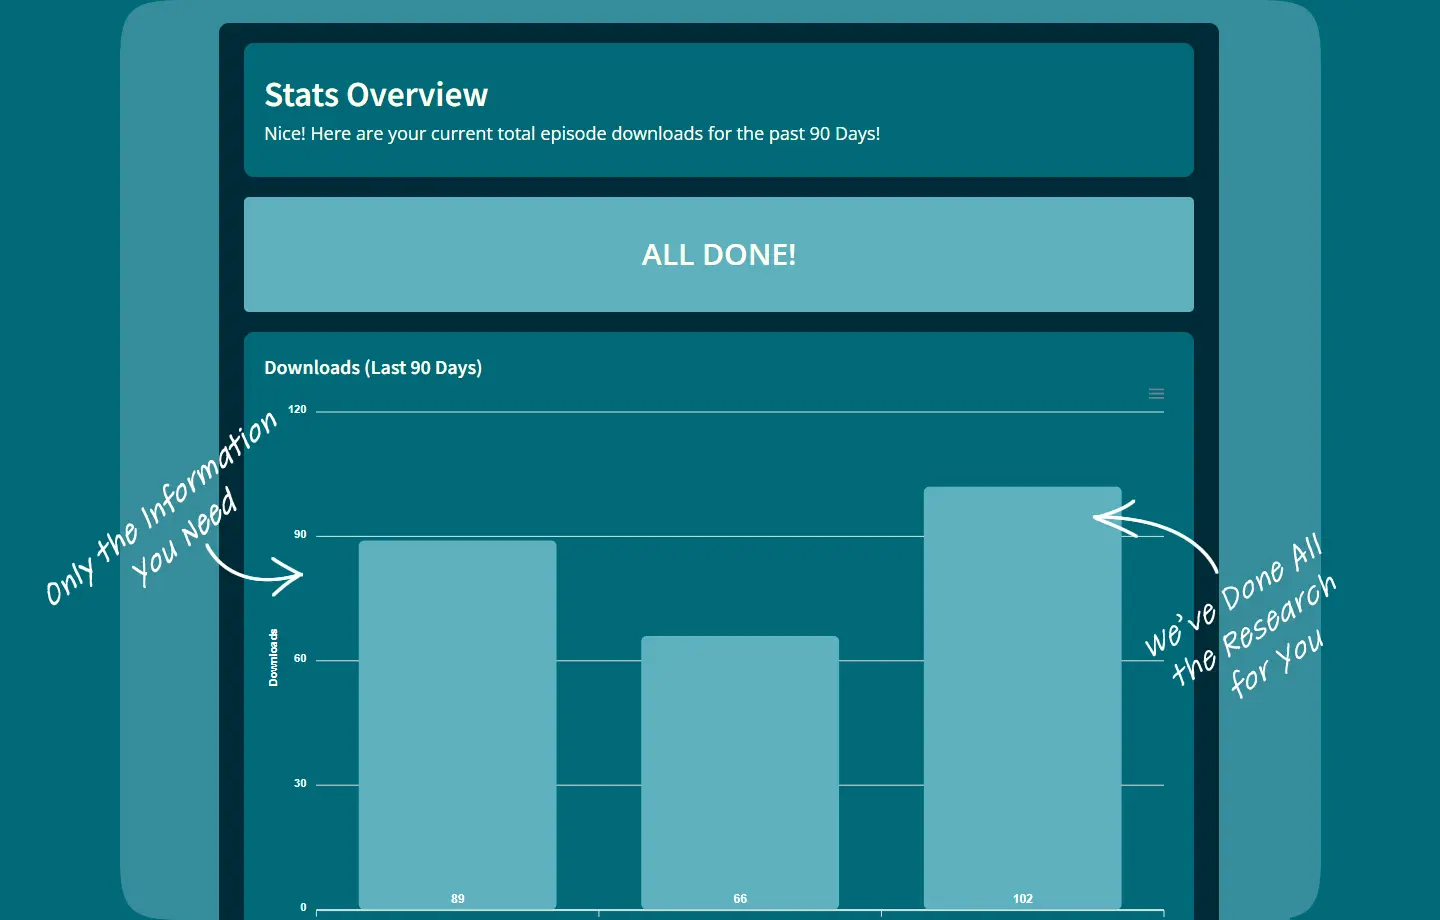 Stats Overview
Nice! Here are your current total episode downloads for the past 90 Days!
ALL DONE!
Downloads (Last 90 Days)
120
90
60
30
0
Downloads
89
66
102
Only the Information
You Need
We've Done All
the Research
for You